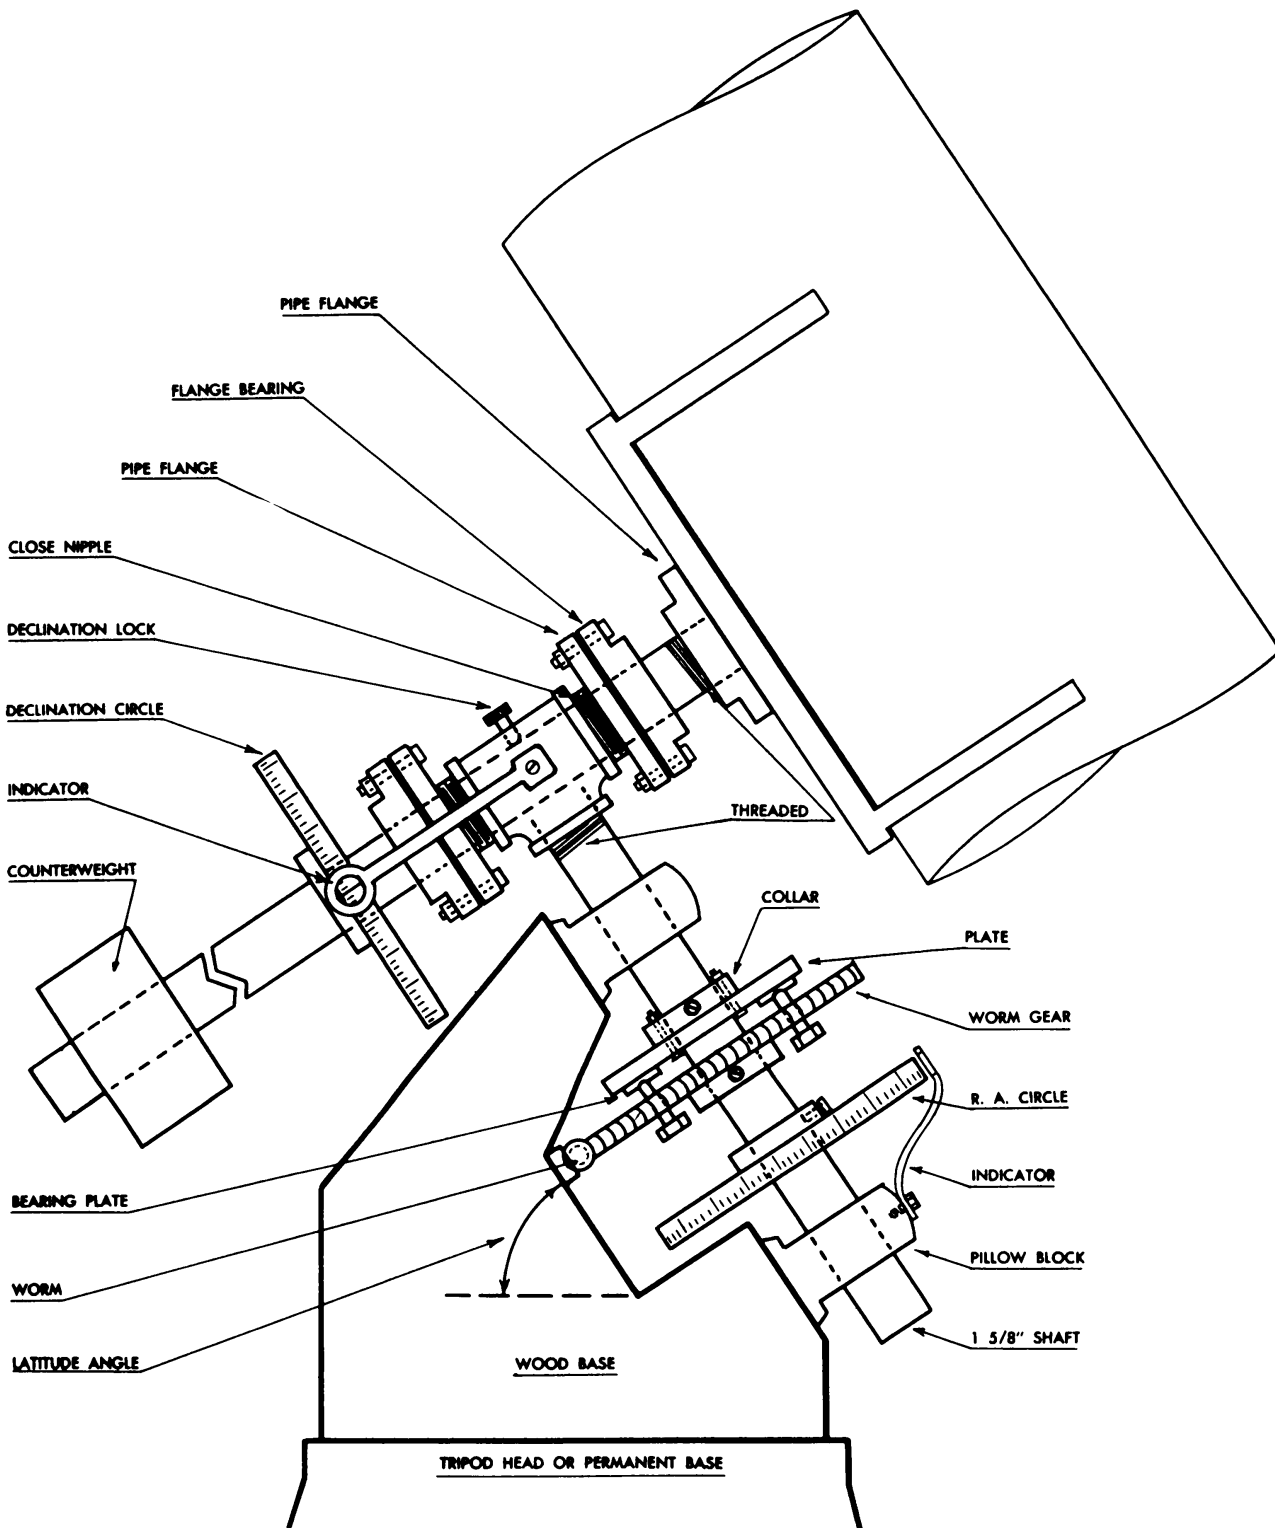 PIPE FLANGE
FLANGE BEARING
PIPE FLANGE
CLOSE NIPPLE
DECLINATION LOCK
DECLINATION CIRCLE
INDICATOR
THREADED
COUNTERWEIGHT
COLLAR
PLATE
WORM GEAR
R. A. CIRCLE
INDICATOR
BEARING PLATE
PILLOW BLOCK
WORM
1 5/8" SHAFT
LATITUDE ANGLE
WOOD BASE
TRIPOD HEAD OR PERMANENT BASE